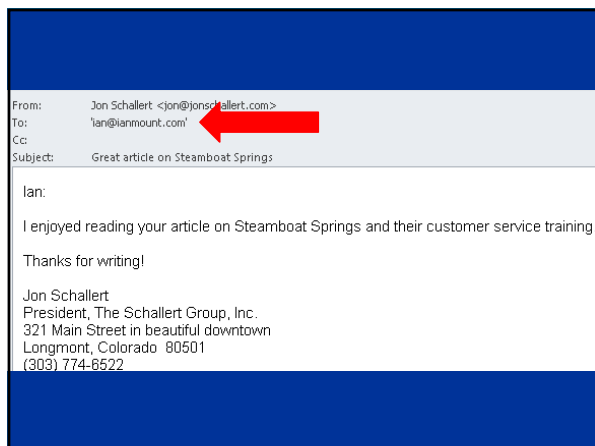 From: Jon Schallert <jon@jonschallert.com>
To: 'ian@ianmount.com'
Cc:
Subject: Great article on Steamboat Springs
Ian:
I enjoyed reading your article on Steamboat Springs and their customer service training
Thanks for writing!
Jon Schallert
President, The Schallert Group, Inc.
321 Main Street in beautiful downtown
Longmont, Colorado  80501
(303) 774-6522